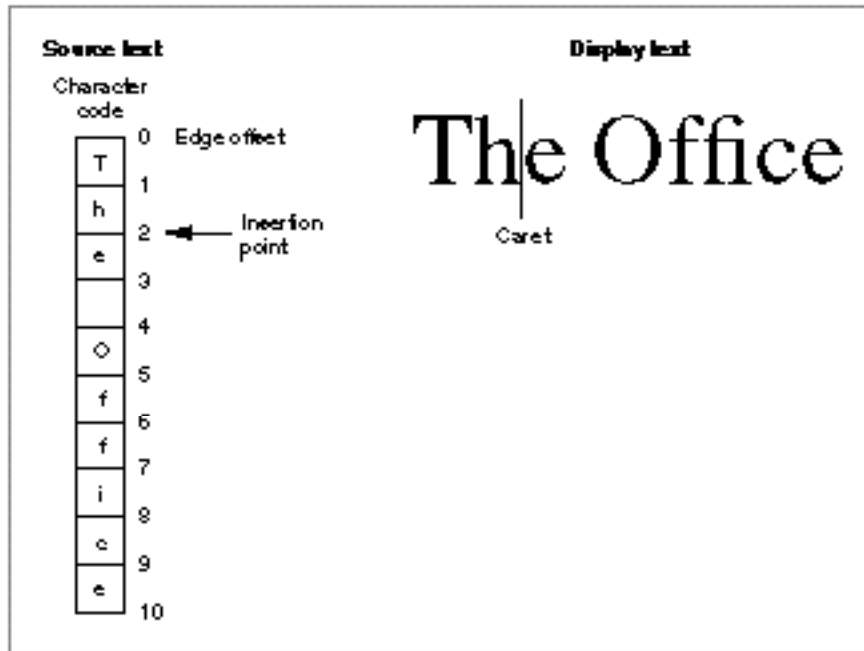 Source text
Display text
Character
code
0 Edge offset
The Office
T
1
h
2
Insertion
point
Caret
e
3
4
O
5
f
6
f
7
i
8
c
9
e
10